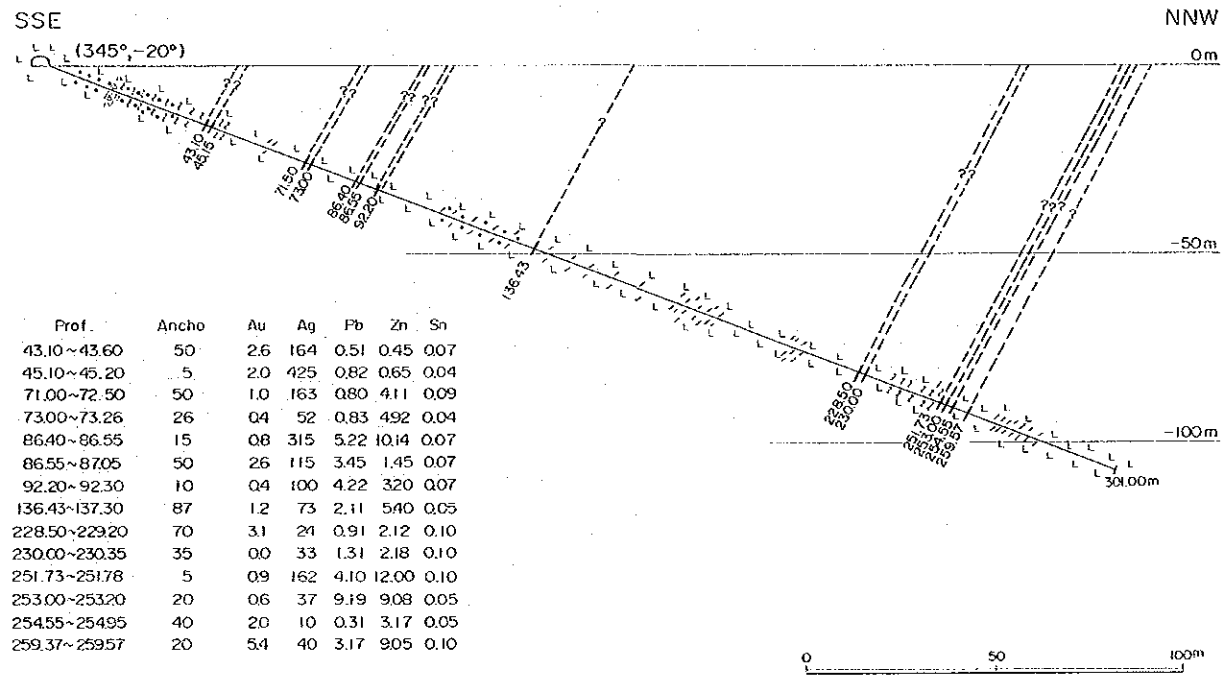 SSE NNW
(345°,-20°) 0m
43.10
45.15
71.50
73.00
86.40
86.55
92.20
136.43
-50m
228.50
230.00
251.73
253.00
254.55
-100m
301.00m
Prof. Ancho Au Ag Pb Zn Sn
43.10~43.60 50 2.6 164 0.51 0.45 0.07
45.10~45.20 5 2.0 425 0.82 0.65 0.04
71.00~72.50 50 1.0 163 0.80 4.11 0.09
73.00~73.26 26 0.4 52 0.83 4.92 0.04
86.40~86.55 15 0.8 315 5.22 10.14 0.07
86.55~87.05 50 2.6 115 3.45 1.45 0.07
92.20~92.30 10 0.4 100 4.22 3.20 0.07
136.43~137.30 87 1.2 73 2.11 5.40 0.05
228.50~229.20 70 3.1 24 0.91 2.12 0.10
230.00~230.35 35 0.0 33 1.31 2.18 0.10
251.73~251.78 5 0.9 162 4.10 12.00 0.10
253.00~253.20 20 0.6 37 9.19 9.08 0.05
254.55~254.95 40 2.0 10 0.31 3.17 0.05
259.37~259.57 20 5.4 40 3.17 9.05 0.10
0 50 100m